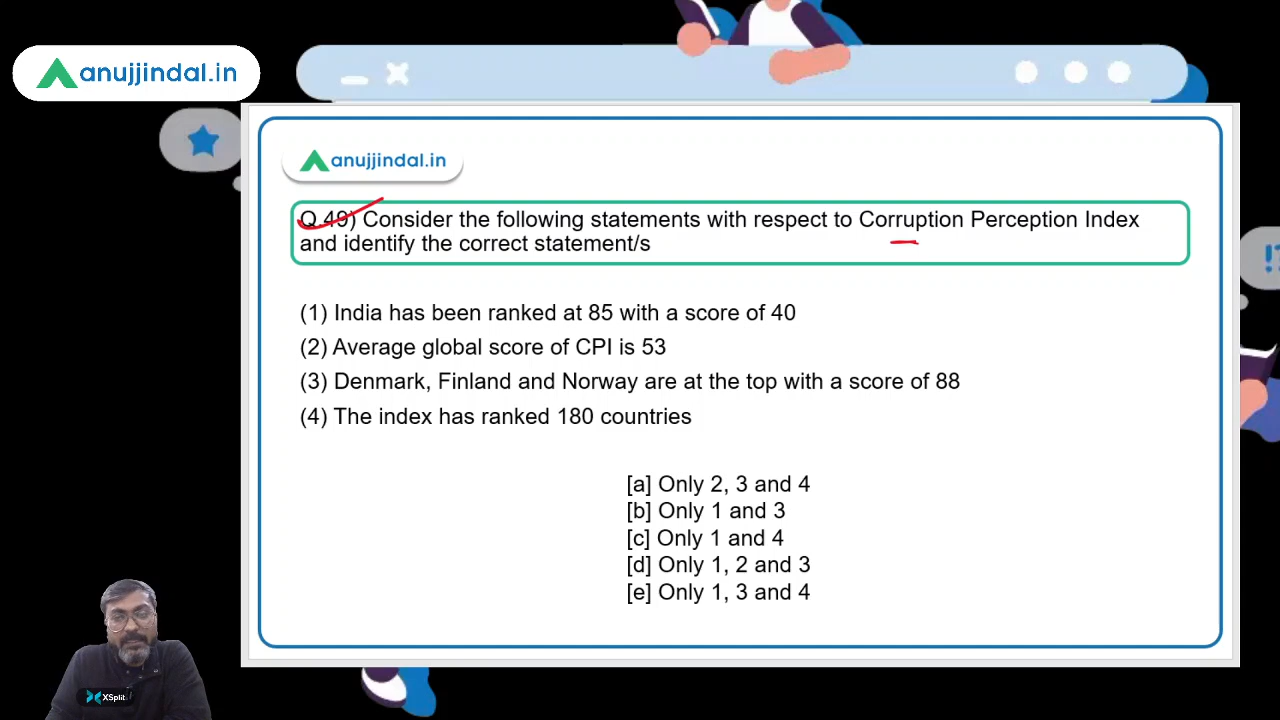 anujjindal.in
anujjindal.in
Q.49) Consider the following statements with respect to Corruption Perception Index
and identify the correct statement/s
(1) India has been ranked at 85 with a score of 40
(2) Average global score of CPI is 53
(3) Denmark, Finland and Norway are at the top with a score of 88
(4) The index has ranked 180 countries
[a] Only 2, 3 and 4
[b] Only 1 and 3
[c] Only 1 and 4
[d] Only 1, 2 and 3
[e] Only 1, 3 and 4
XSplit